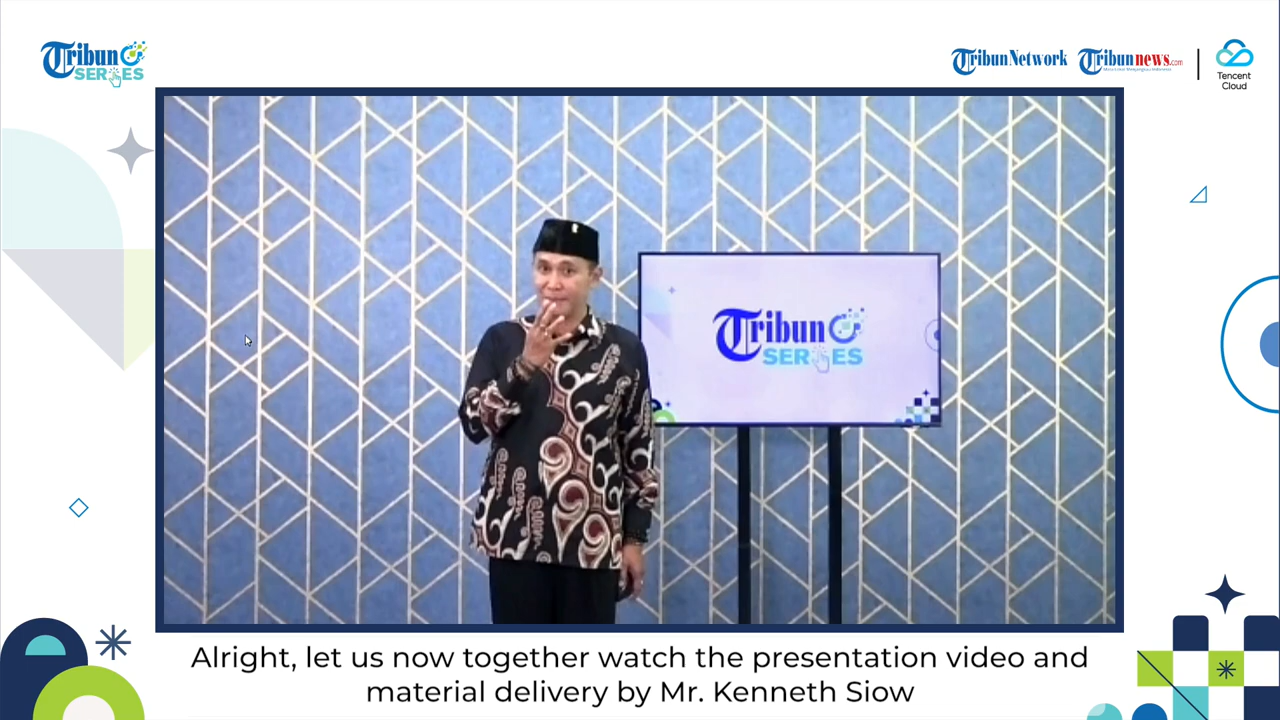 Tribun
SERIES
TribunNetwork
Tribunnews.com
Tencent
Cloud
Tribun
SERIES
Alright, let us now together watch the presentation video and
material delivery by Mr. Kenneth Siow